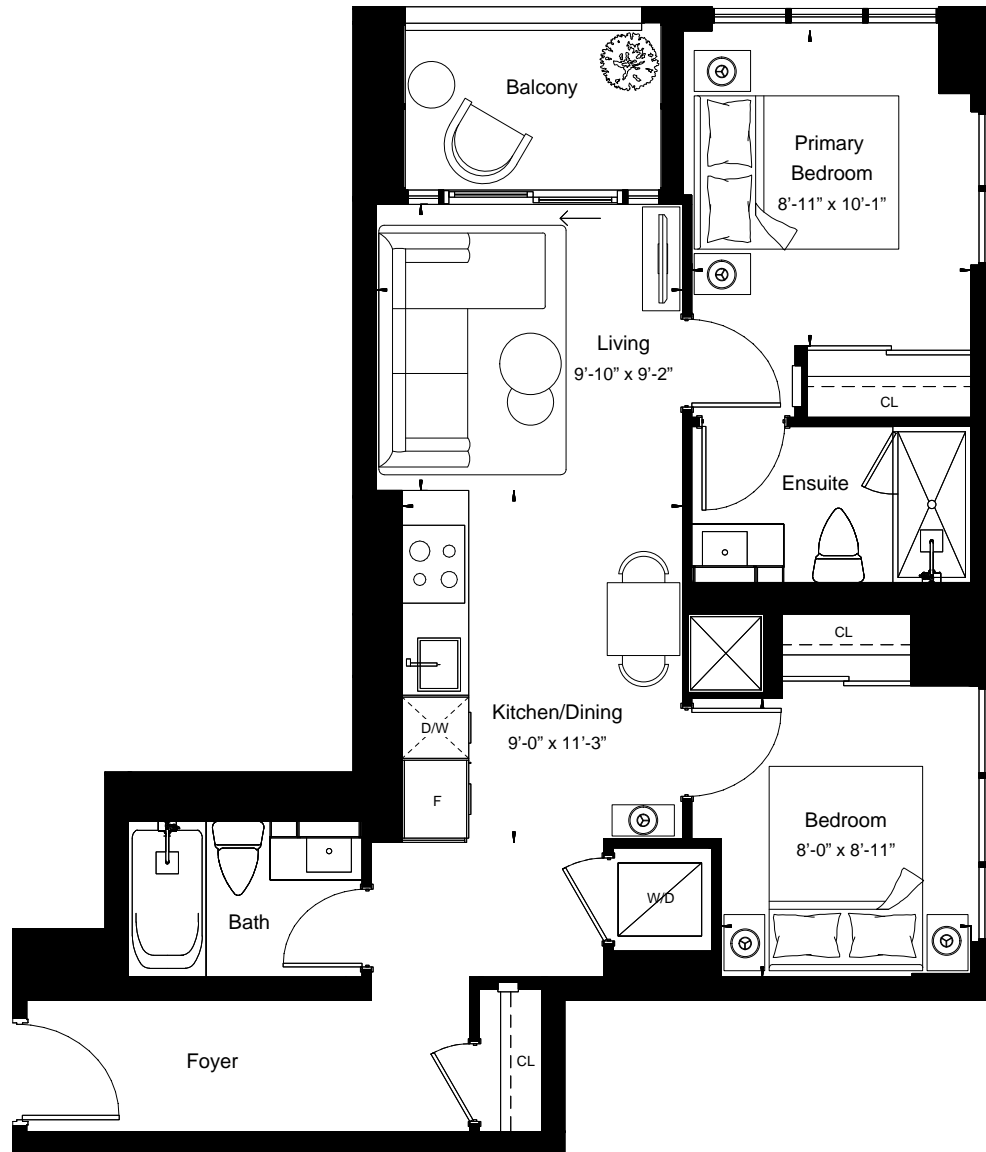 Balcony
Primary
Bedroom
8'-11” x 10'-1”
Living
9'-10” x 9'-2”
CL
Ensuite
CL
Kitchen/Dining
9'-0” x 11'-3”
D/W
F
Bedroom
8'-0” x 8'-11”
W/D
Bath
Foyer
CL